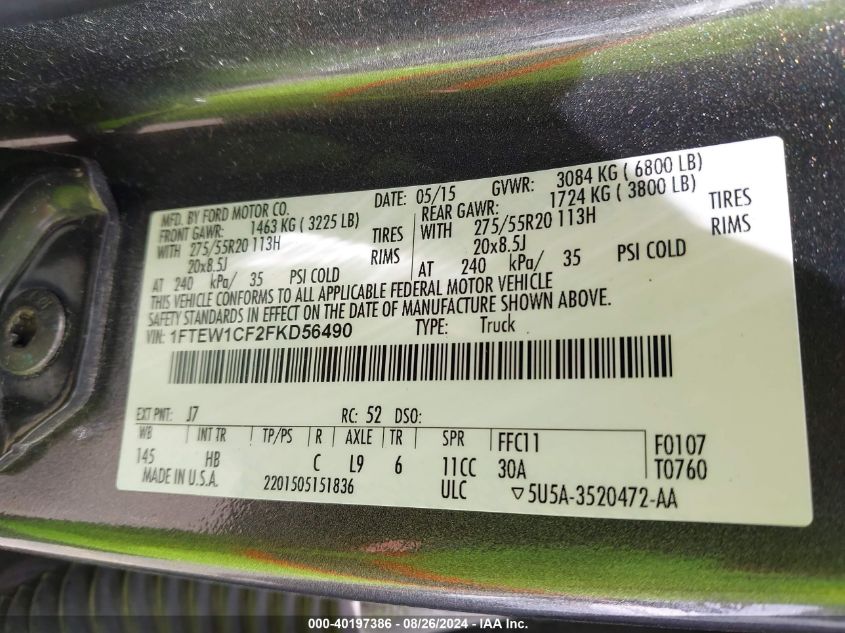 MFD. BY FORD MOTOR CO. DATE: 05/15 GVWR: 3084 KG ( 6800 LB)
FRONT GAWR: 1463 KG ( 3225 LB) REAR GAWR: 1724 KG ( 3800 LB)
WITH 275/55R20 113H TIRES WITH 275/55R20 113H TIRES
20x8.5J RIMS 20x8.5J RIMS
AT 240 kPa/ 35 PSI COLD AT 240 kPa/ 35 PSI COLD
THIS VEHICLE CONFORMS TO ALL APPLICABLE FEDERAL MOTOR VEHICLE
SAFETY STANDARDS IN EFFECT ON THE DATE OF MANUFACTURE SHOWN ABOVE.
VIN: 1FTEW1CF2FKD56490 TYPE: Truck
EXT PNT: J7 RC: 52 DSO:
WB INT TR TP/PS R AXLE TR SPR FFC11 F0107
145 HB C L9 6 11CC 30A T0760
MADE IN U.S.A. 2201505151836 ULC ▽5U5A-3520472-AA
000-40197386 | 08/26/2024 - IAAI.com